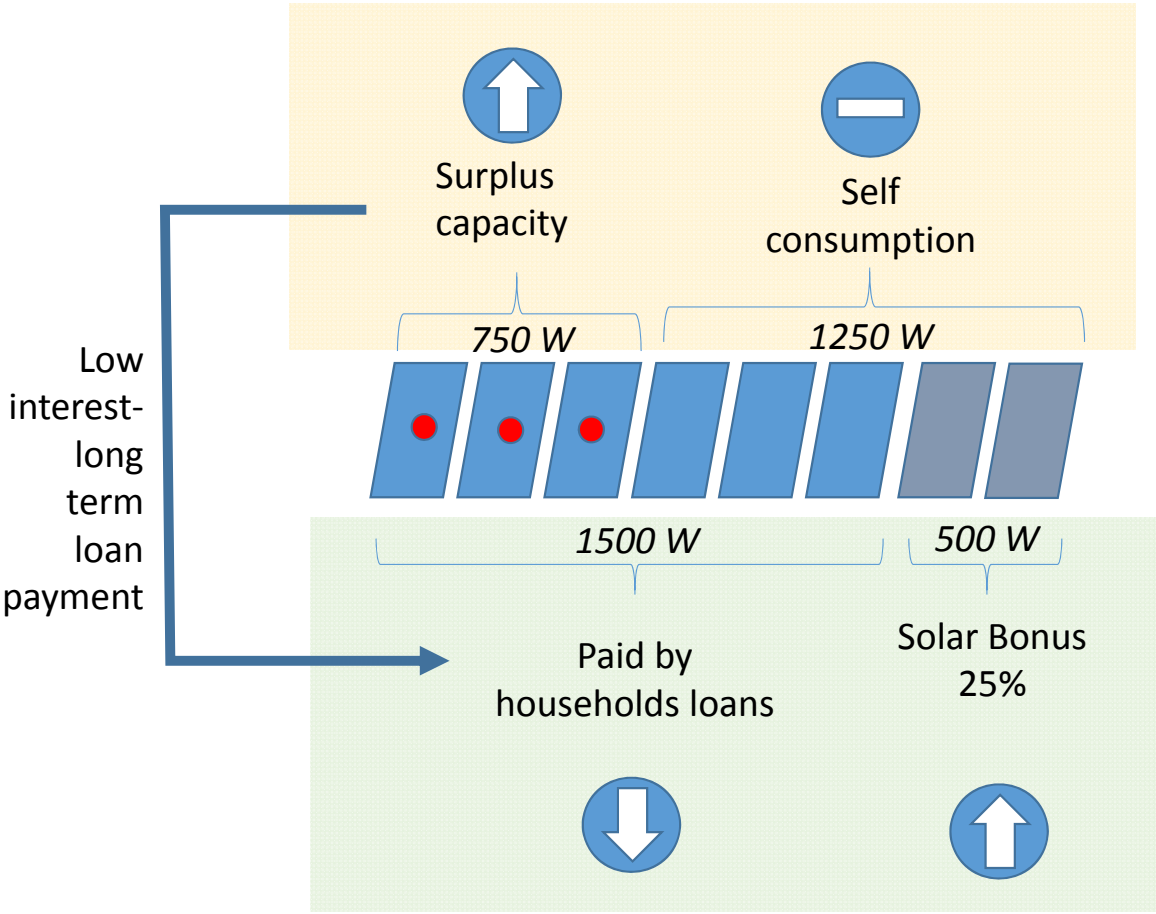 Surplus
capacity
Self
consumption
750 W
1250 W
Low
interest-
long
term
loan
payment
1500 W
500 W
Paid by
households loans
Solar Bonus
25%